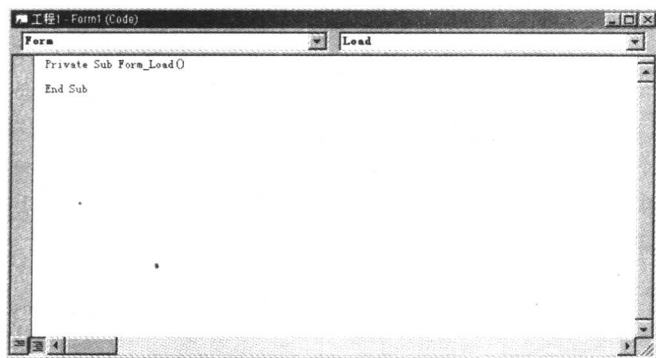 工程1 - Form1 (Code)
Form
Load
Private Sub Form_Load()
End Sub